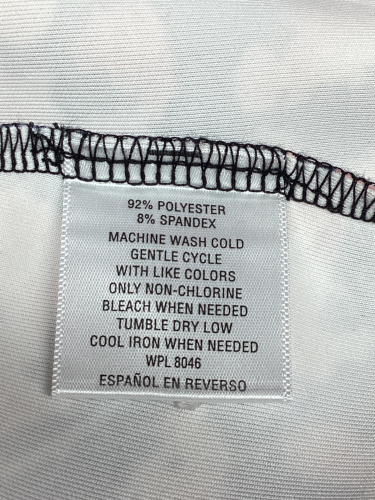 92% POLYESTER
8% SPANDEX
MACHINE WASH COLD
GENTLE CYCLE
WITH LIKE COLORS
ONLY NON-CHLORINE
BLEACH WHEN NEEDED
TUMBLE DRY LOW
COOL IRON WHEN NEEDED
WPL 8046
ESPAÑOL EN REVERSO